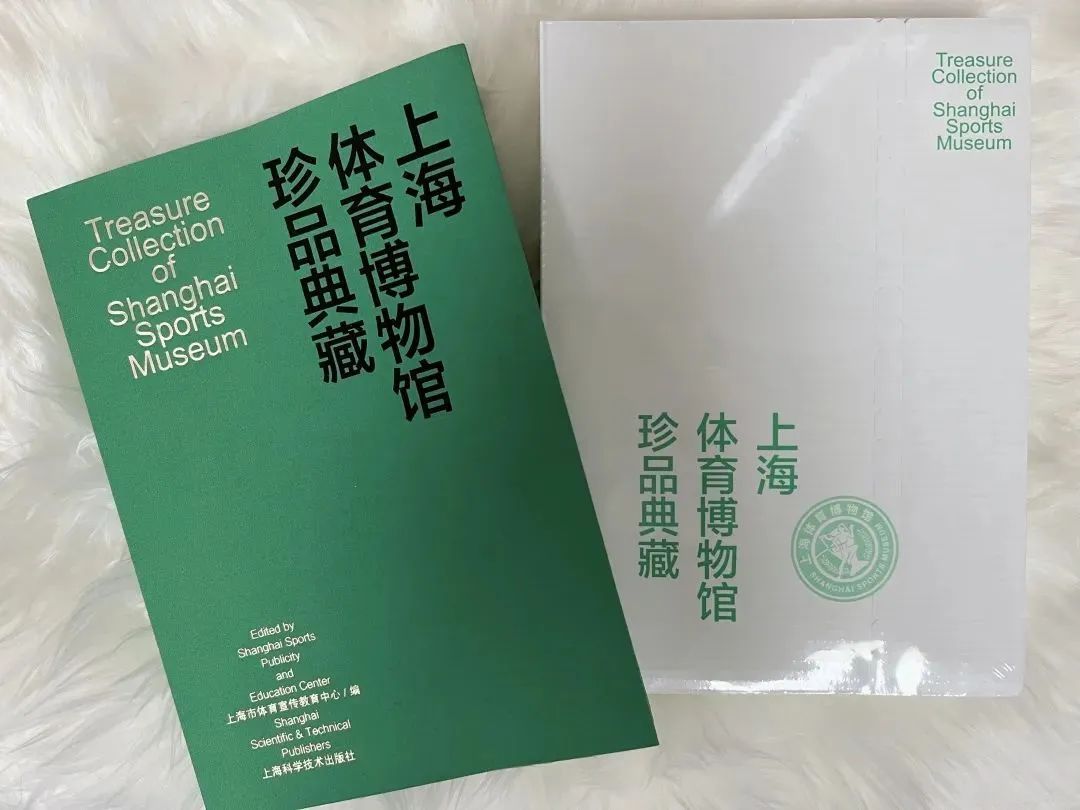 Treasure
Collection
of
Shanghai
Sports
Museum
上海
体育博物馆
珍品典藏
Edited by
Shanghai Sports
Publicity
and
Education Center
上海市体育宣传教育中心/编
Shanghai
Scientific & Technical
Publishers
上海科学技术出版社
Treasure
Collection
of
Shanghai
Sports
Museum
上海
体育博物馆
珍品典藏
上海体育博物馆
SHANGHAI SPORTS MUSEUM